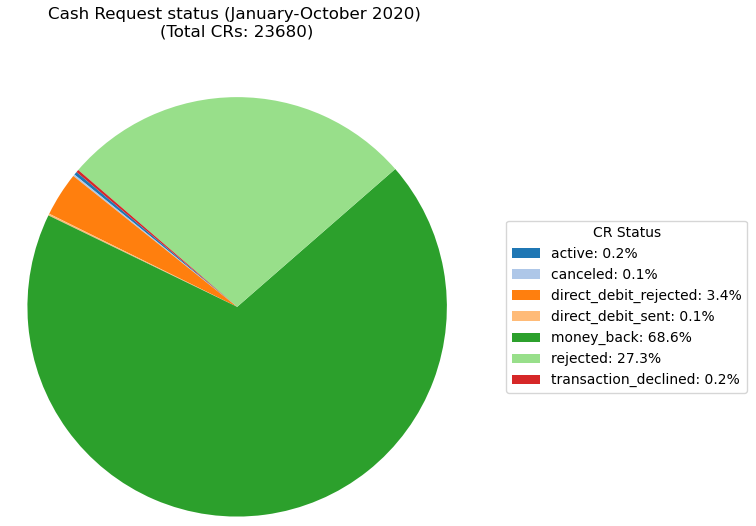 Cash Request status (January-October 2020)
(Total CRs: 23680)
CR Status
active: 0.2%
canceled: 0.1%
direct_debit_rejected: 3.4%
direct_debit_sent: 0.1%
money_back: 68.6%
rejected: 27.3%
transaction_declined: 0.2%